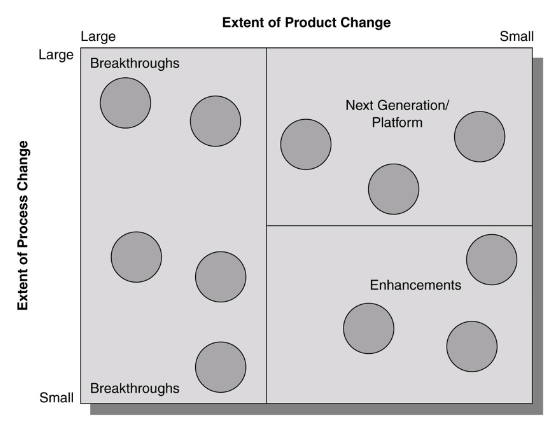 Extent of Product Change
Large
Small
Large
Breakthroughs
Next Generation/
Platform
Extent of Process Change
Enhancements
Breakthroughs
Small